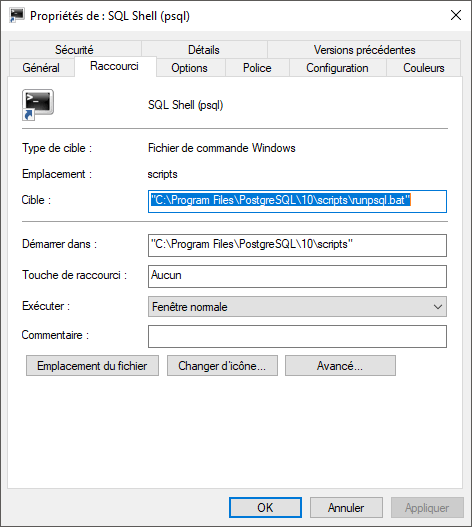 Propriétés de : SQL Shell (psql)
Sécurité Détails Versions précédentes
Général Raccourci Options Police Configuration Couleurs
SQL Shell (psql)
Type de cible : Fichier de commande Windows
Emplacement : scripts
Cible : "C:\Program Files\PostgreSQL\10\scripts\runpsql.bat"
Démarrer dans : "C:\Program Files\PostgreSQL\10\scripts"
Touche de raccourci : Aucun
Exécuter : Fenêtre normale
Commentaire :
Emplacement du fichier Changer d'icône... Avancé...
OK Annuler Appliquer